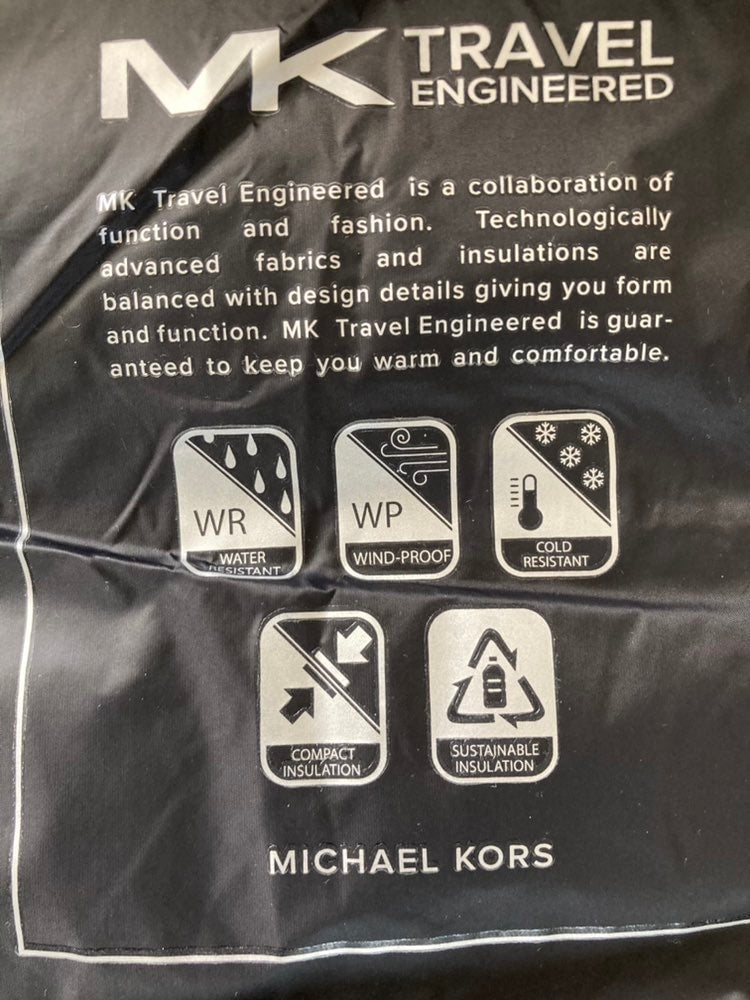 MK TRAVEL
ENGINEERED
MK Travel Engineered is a collaboration of
function and fashion. Technologically
advanced fabrics and insulations are
balanced with design details giving you form
and function. MK Travel Engineered is guar-
anteed to keep you warm and comfortable.
WR
WATER
RESISTANT
WP
WIND-PROOF
COLD
RESISTANT
COMPACT
INSULATION
SUSTAINABLE
INSULATION
MICHAEL KORS